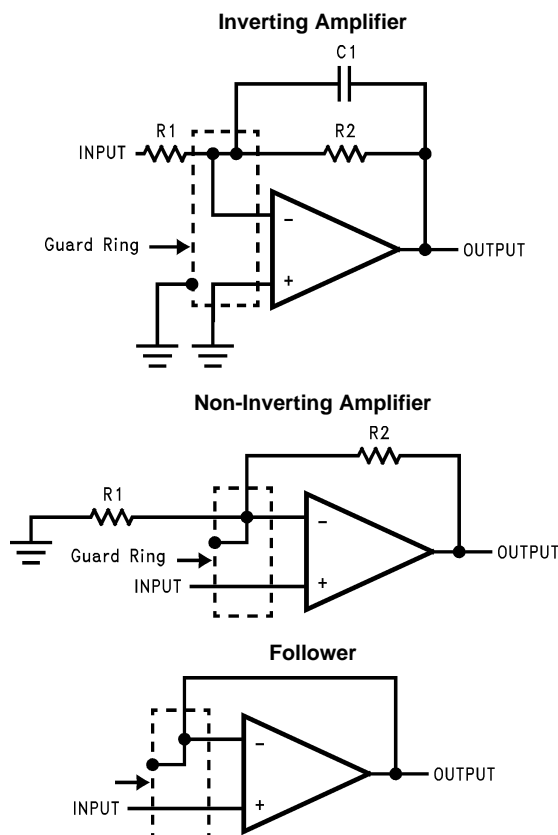 Inverting Amplifier
C1
R1
R2
INPUT
−
Guard Ring
OUTPUT
+
Non-Inverting Amplifier
R2
R1
−
Guard Ring
OUTPUT
INPUT
+
Follower
−
OUTPUT
INPUT
+